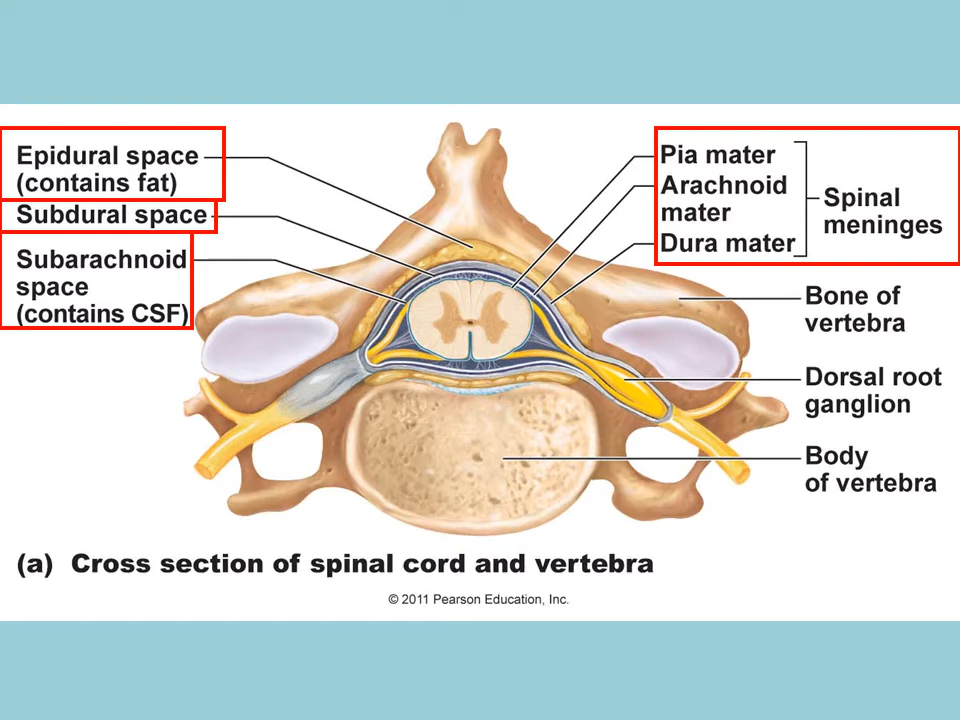 Epidural space
(contains fat)
Subdural space
Subarachnoid
space
(contains CSF)
Pia mater
Arachnoid
mater
Dura mater
Spinal
meninges
Bone of
vertebra
Dorsal root
ganglion
Body
of vertebra
(a) Cross section of spinal cord and vertebra
© 2011 Pearson Education, Inc.